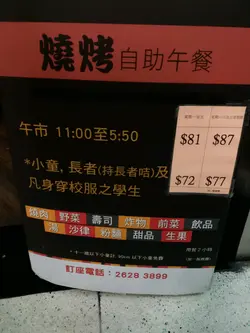 燒烤自助午餐
午市 11:00至5:50
*小童,長者(持長者咭)及
凡身穿校服之學生
$81 $87
$72 $77
燒肉 野菜 壽司 炸物 前菜 飲品
湯 沙律 粉麵 甜品 生果
訂座電話:2628 3899